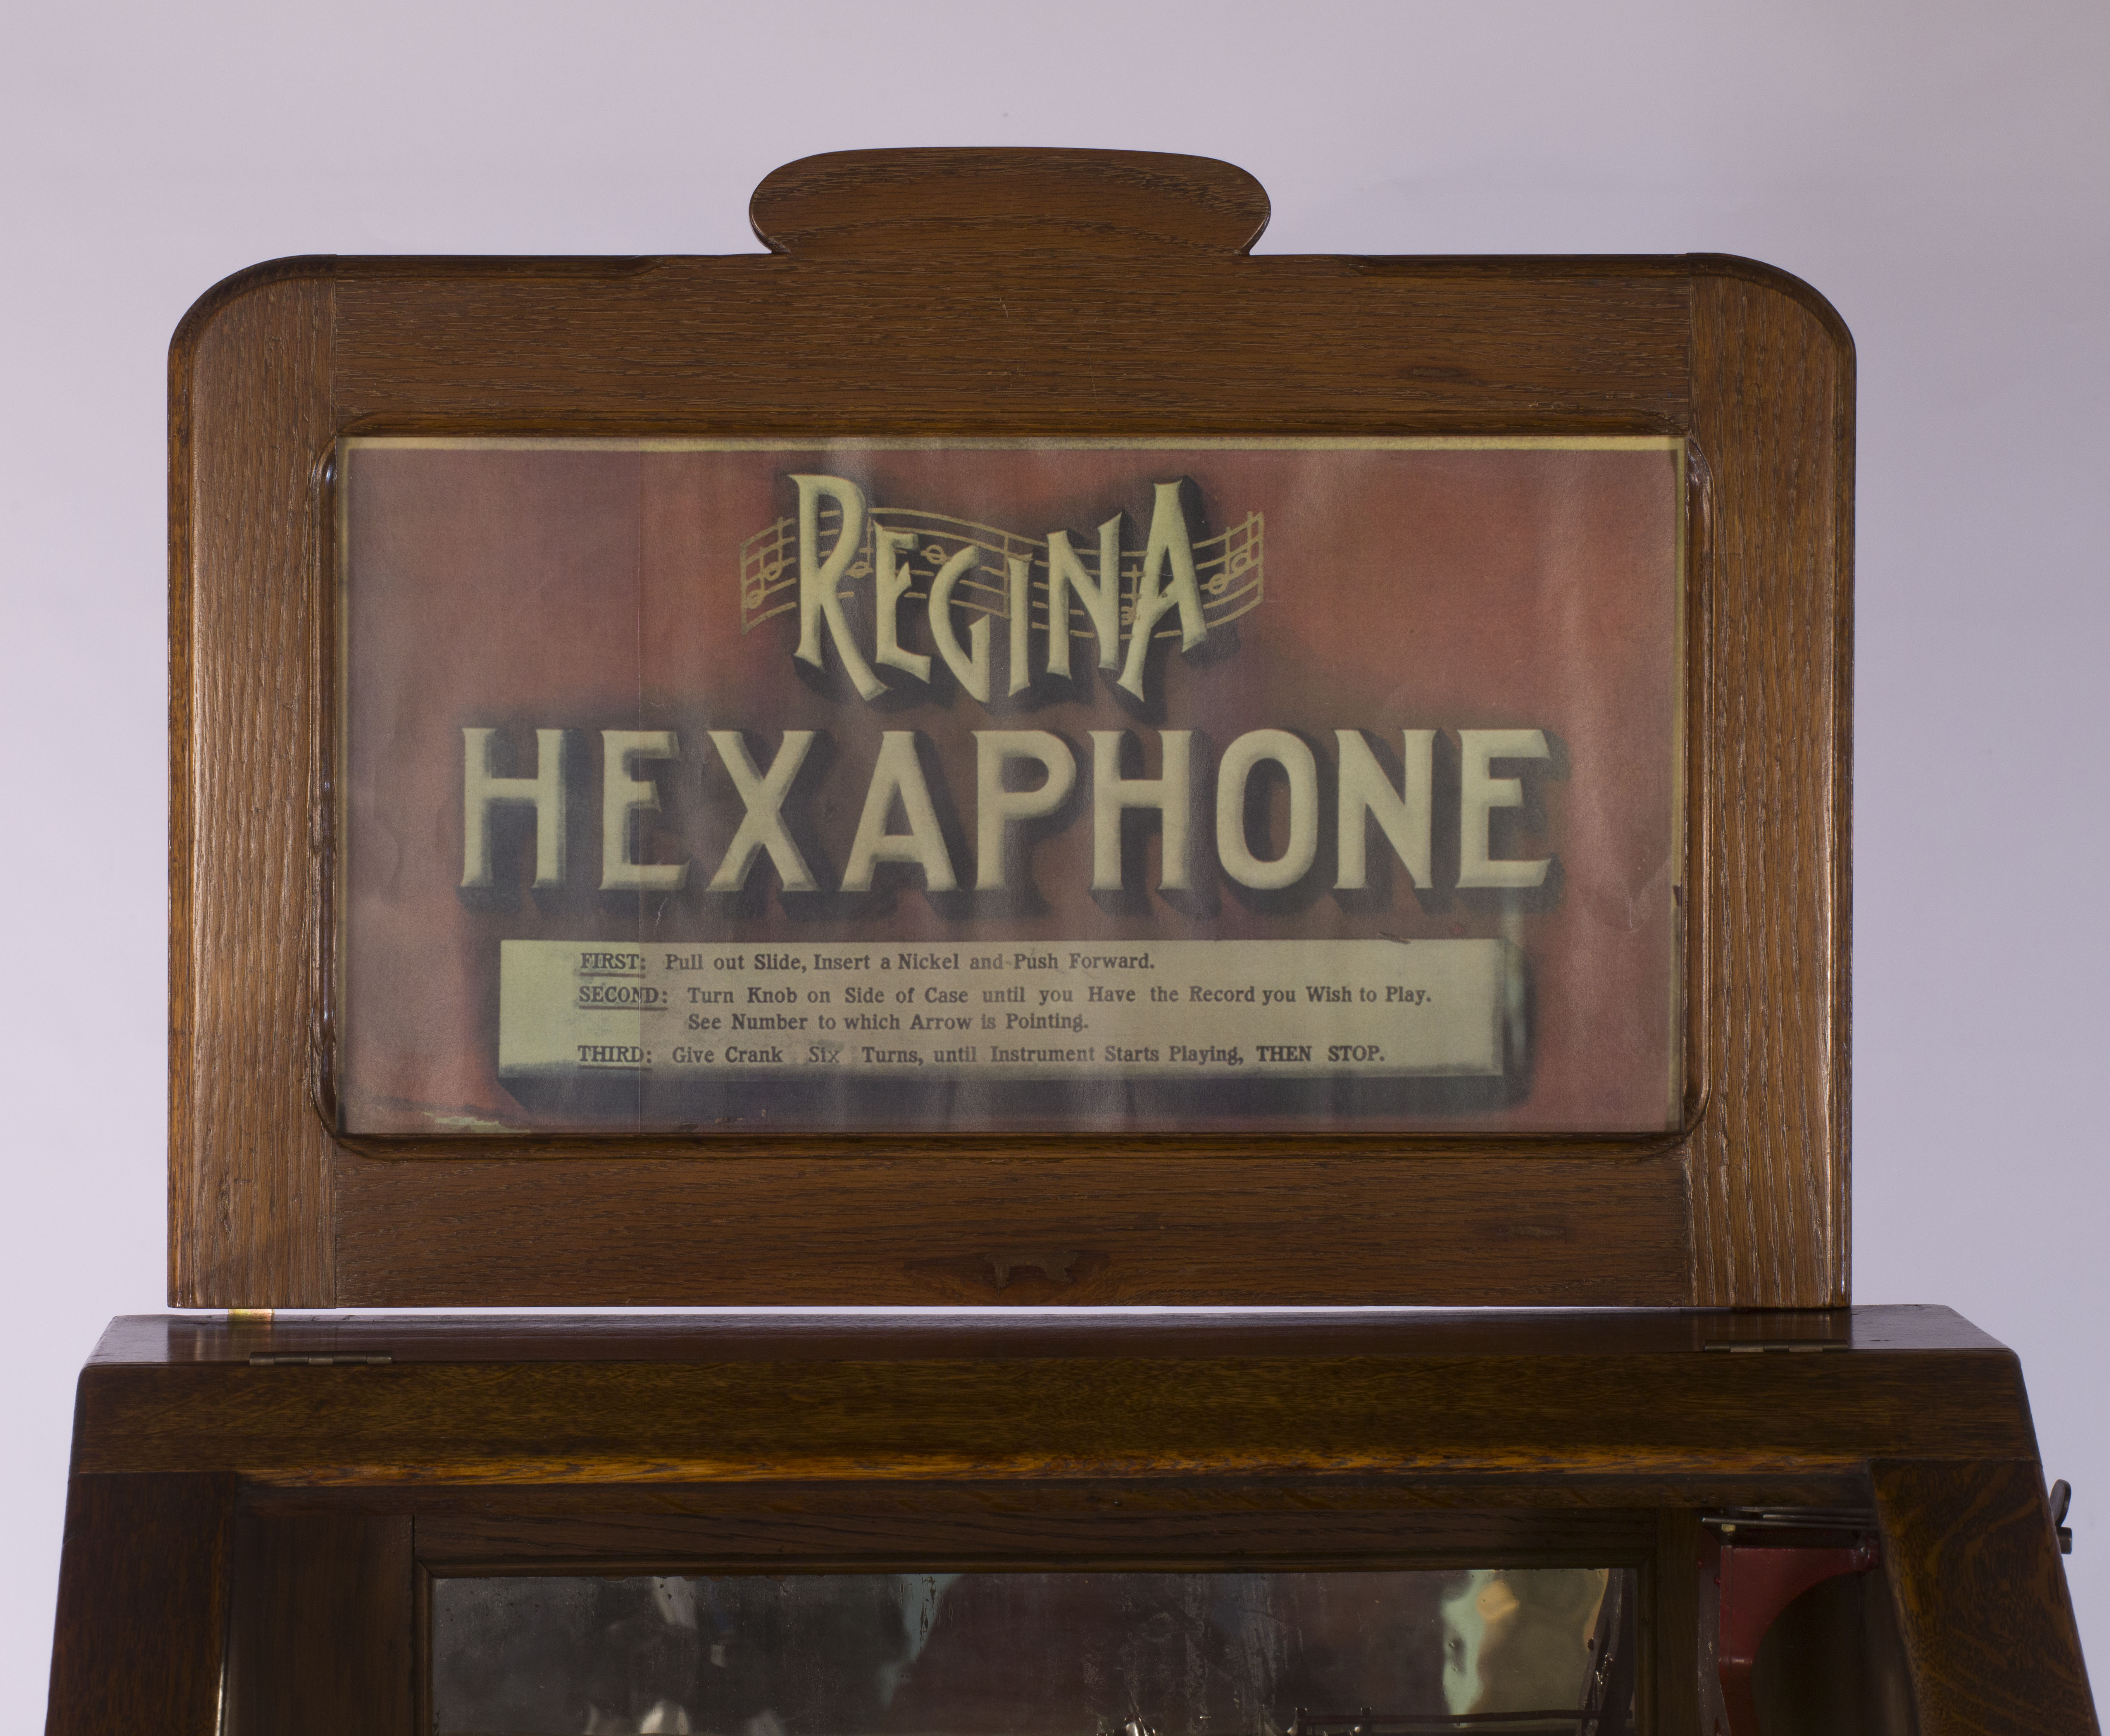 REGINA
HEXAPHONE
FIRST: Pull out Slide, Insert a Nickel and Push Forward.
SECOND: Turn Knob on Side of Case until you Have the Record you Wish to Play.
See Number to which Arrow is Pointing.
THIRD: Give Crank Six Turns, until Instrument Starts Playing, THEN STOP.